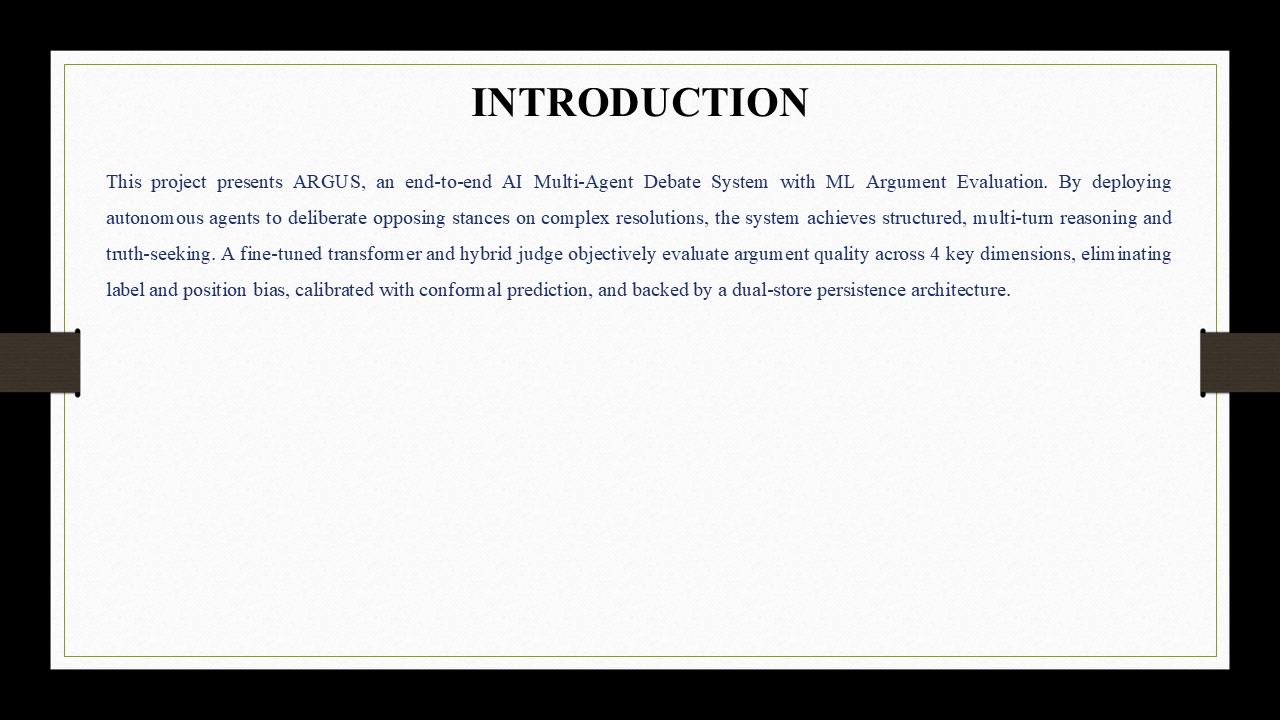 INTRODUCTION
This project presents ARGUS, an end-to-end AI Multi-Agent Debate System with ML Argument Evaluation. By deploying
autonomous agents to deliberate opposing stances on complex resolutions, the system achieves structured, multi-turn reasoning and
truth-seeking. A fine-tuned transformer and hybrid judge objectively evaluate argument quality across 4 key dimensions, eliminating
label and position bias, calibrated with conformal prediction, and backed by a dual-store persistence architecture.